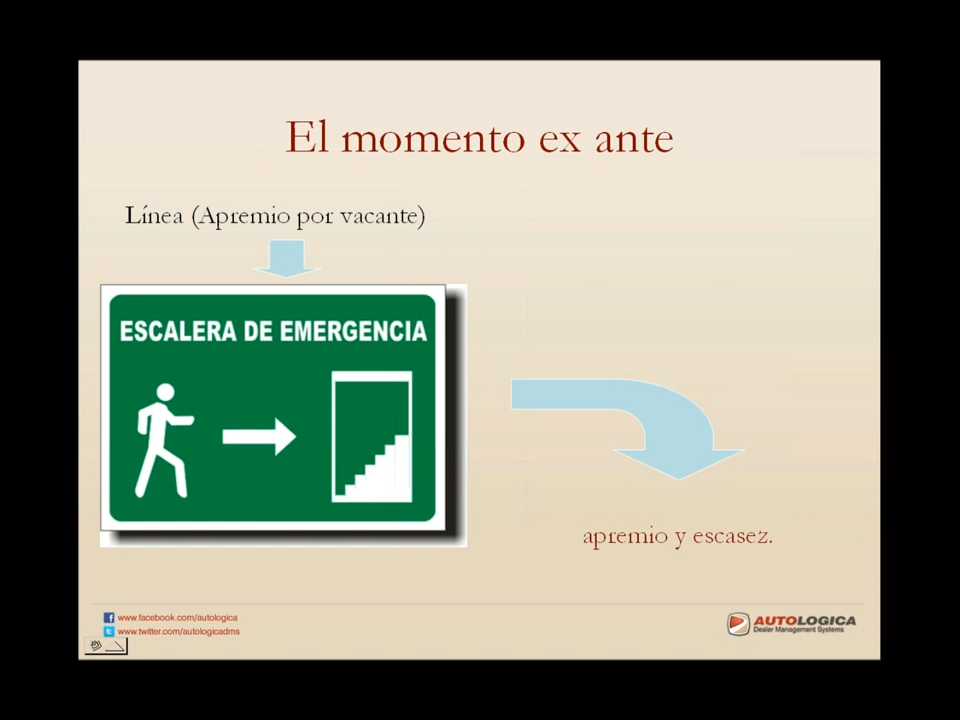 El momento ex ante
Línea (Apremio por vacante)
ESCALERA DE EMERGENCIA
apremio y escasez.
www.facebook.com/autologica
www.twitter.com/autologicadms
AUTOLOGICA
Dealer Management Systems